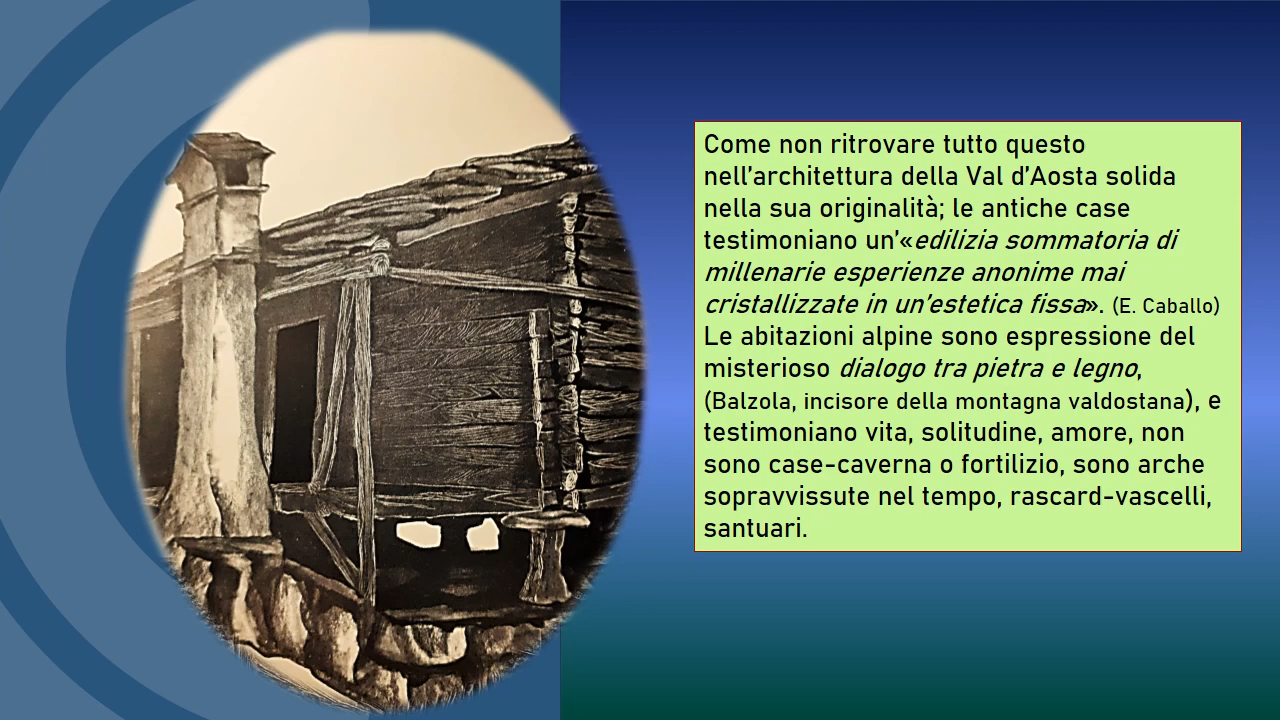 Come non ritrovare tutto questo
nell'architettura della Val d'Aosta solida
nella sua originalità; le antiche case
testimoniano un'«edilizia sommatoria di
millenarie esperienze anonime mai
cristallizzate in un'estetica fissa». (E. Caballo)
Le abitazioni alpine sono espressione del
misterioso dialogo tra pietra e legno,
(Balzola, incisore della montagna valdostana), e
testimoniano vita, solitudine, amore, non
sono case-caverna o fortilizio, sono arche
sopravvissute nel tempo, rascard-vascelli,
santuari.